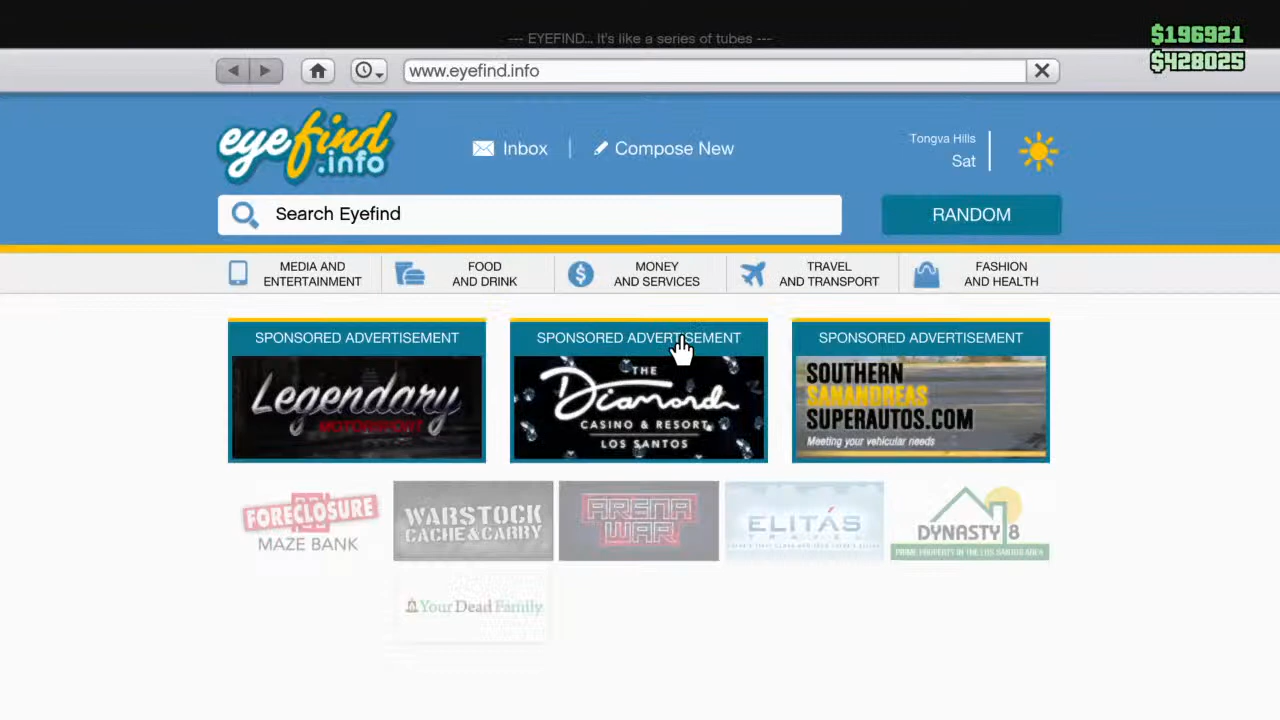 --- EYEFIND... It's like a series of tubes ---
$196921
$428025
www.eyefind.info
eyefind
.info
Inbox
Compose New
Tongva Hills
Sat
Search Eyefind
RANDOM
MEDIA AND
ENTERTAINMENT
FOOD
AND DRINK
MONEY
AND SERVICES
TRAVEL
AND TRANSPORT
FASHION
AND HEALTH
SPONSORED ADVERTISEMENT
Legendary
MOTORSPORT
SPONSORED ADVERTISEMENT
THE
Diamond
CASINO & RESORT
LOS SANTOS
SPONSORED ADVERTISEMENT
SOUTHERN
SANANDREAS
SUPERAUTOS.COM
Meeting your vehicular needs
FORECLOSURE
MAZE BANK
WARSTOCK
CACHE & CARRY
ARENA
WAR
ELITÁS
TRAVEL
DYNASTY 8
PRIME PROPERTY IN THE LOS SANTOS AREA
Your Dead Family